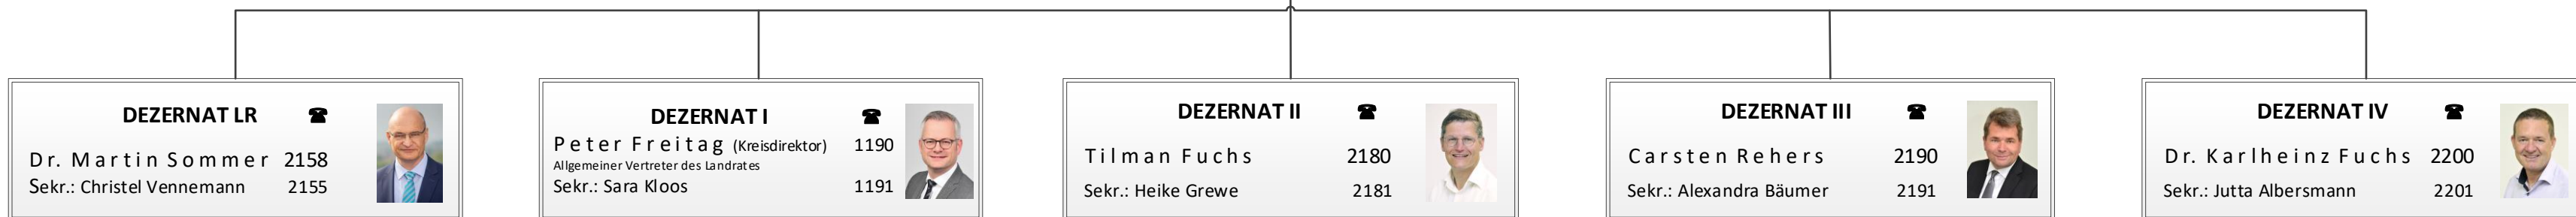 DEZERNAT LR ☎
Dr. Martin Sommer 2158
Sekr.: Christel Vennemann 2155
DEZERNAT I ☎
Peter Freitag (Kreisdirektor) 1190
Allgemeiner Vertreter des Landrates
Sekr.: Sara Kloos 1191
DEZERNAT II ☎
Tilman Fuchs 2180
Sekr.: Heike Grewe 2181
DEZERNAT III ☎
Carsten Rehers 2190
Sekr.: Alexandra Bäumer 2191
DEZERNAT IV ☎
Dr. Karlheinz Fuchs 2200
Sekr.: Jutta Albersmann 2201